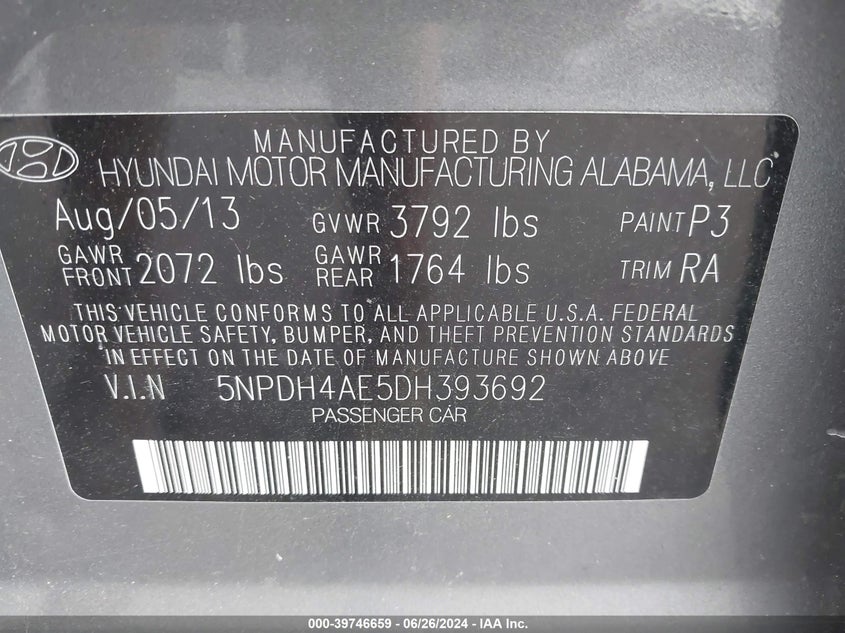 MANUFACTURED BY
HYUNDAI MOTOR MANUFACTURING ALABAMA, LLC
Aug/05/13 GVWR 3792 lbs PAINT P3
GAWR FRONT 2072 lbs GAWR REAR 1764 lbs TRIM RA
THIS VEHICLE CONFORMS TO ALL APPLICABLE U.S.A. FEDERAL
MOTOR VEHICLE SAFETY, BUMPER, AND THEFT PREVENTION STANDARDS
IN EFFECT ON THE DATE OF MANUFACTURE SHOWN ABOVE
V.I.N 5NPDH4AE5DH393692
PASSENGER CAR
000-39746659 - 06/26/2024 - IAA Inc.